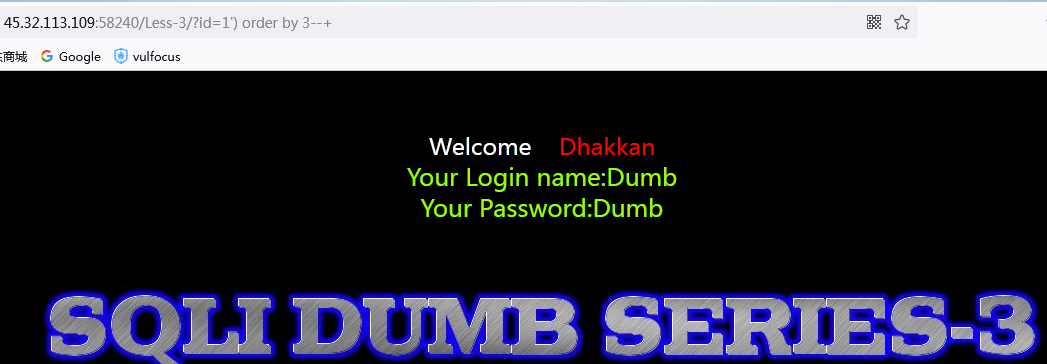 45.32.113.109:58240/Less-3/?id=1') order by 3--+
商城 Google vulfocus
Welcome Dhakkan
Your Login name:Dumb
Your Password:Dumb
SQLI DUMB SERIES-3